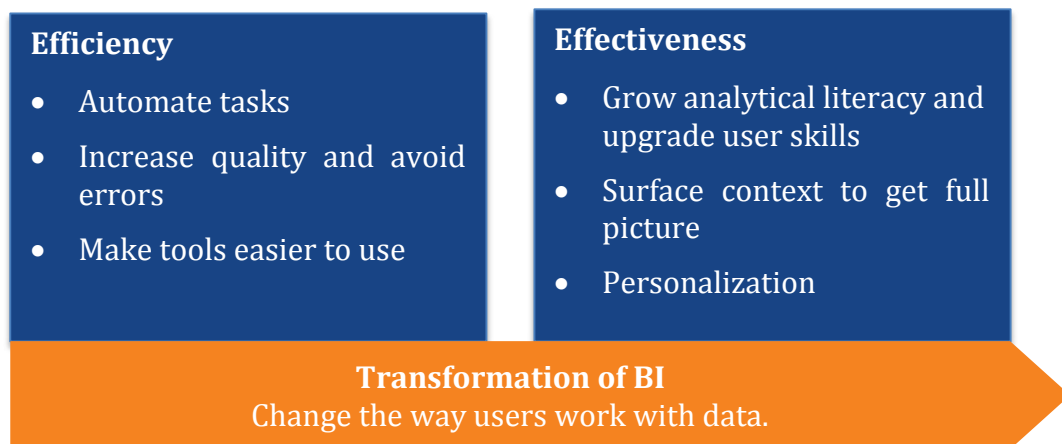 Efficiency
• Automate tasks
• Increase quality and avoid
errors
• Make tools easier to use
Effectiveness
• Grow analytical literacy and
upgrade user skills
• Surface context to get full
picture
• Personalization
Transformation of BI
Change the way users work with data.